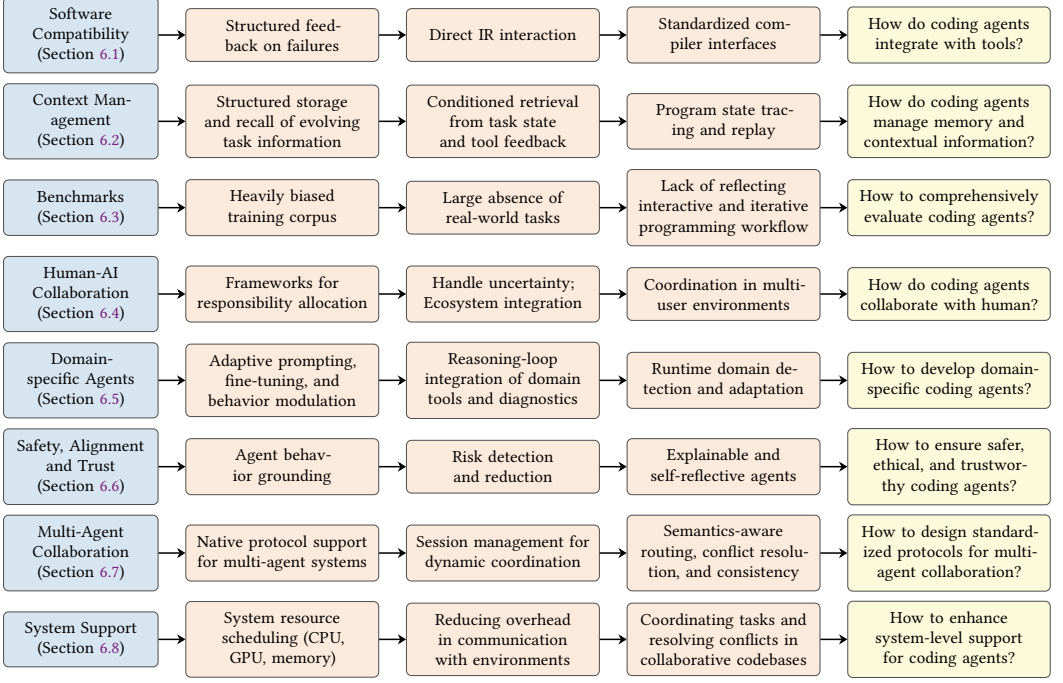 Software
Compatibility
(Section 6.1)
Structured feed-
back on failures
Direct IR interaction
Standardized com-
piler interfaces
How do coding agents
integrate with tools?
Context Man-
agement
(Section 6.2)
Structured storage
and recall of evolving
task information
Conditioned retrieval
from task state
and tool feedback
Program state trac-
ing and replay
How do coding agents
manage memory and
contextual information?
Benchmarks
(Section 6.3)
Heavily biased
training corpus
Large absence of
real-world tasks
Lack of reflecting
interactive and iterative
programming workflow
How to comprehensively
evaluate coding agents?
Human-AI
Collaboration
(Section 6.4)
Frameworks for
responsibility allocation
Handle uncertainty;
Ecosystem integration
Coordination in multi-
user environments
How do coding agents
collaborate with human?
Domain-
specific Agents
(Section 6.5)
Adaptive prompting,
fine-tuning, and
behavior modulation
Reasoning-loop
integration of domain
tools and diagnostics
Runtime domain de-
tection and adaptation
How to develop domain-
specific coding agents?
Safety, Alignment
and Trust
(Section 6.6)
Agent behav-
ior grounding
Risk detection
and reduction
Explainable and
self-reflective agents
How to ensure safer,
ethical, and trustwor-
thy coding agents?
Multi-Agent
Collaboration
(Section 6.7)
Native protocol support
for multi-agent systems
Session management for
dynamic coordination
Semantics-aware
routing, conflict resolu-
tion, and consistency
How to design standard-
ized protocols for multi-
agent collaboration?
System Support
(Section 6.8)
System resource
scheduling (CPU,
GPU, memory)
Reducing overhead
in communication
with environments
Coordinating tasks and
resolving conflicts in
collaborative codebases
How to enhance
system-level support
for coding agents?